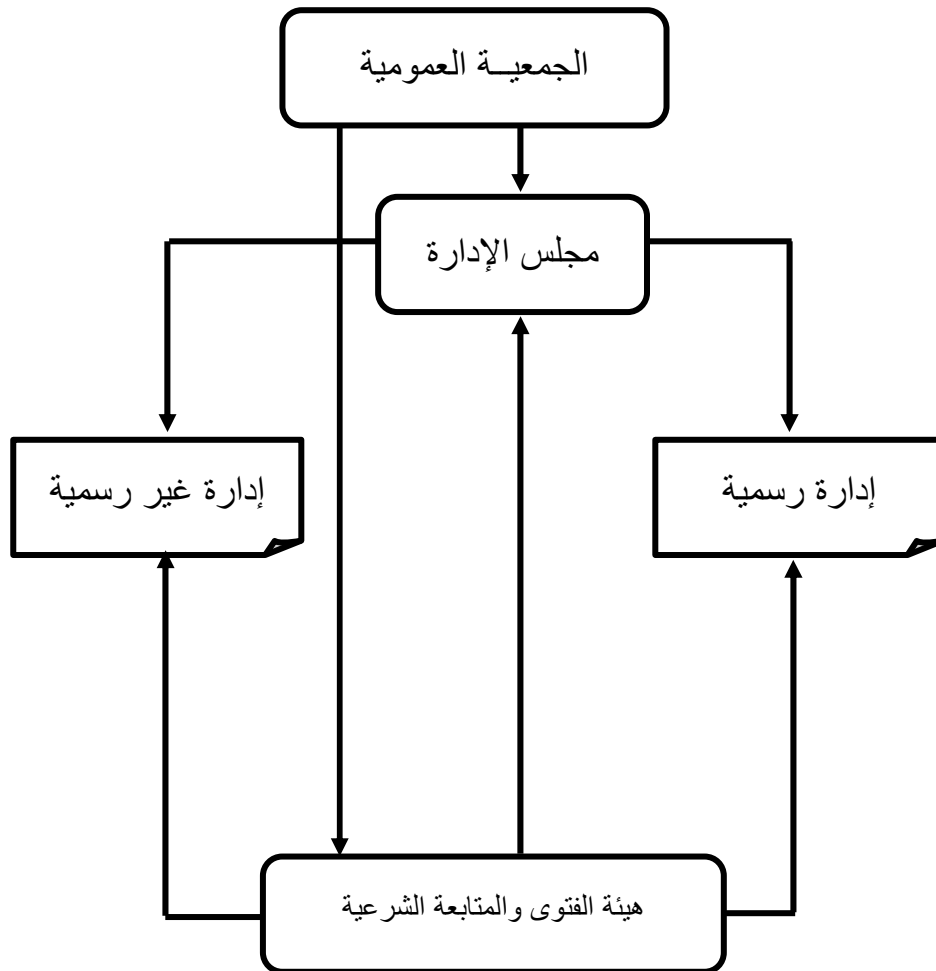 الجمعيــة العمومية
مجلس الإدارة
إدارة رسمية
إدارة غير رسمية
هيئة الفتوى والمتابعة الشرعية